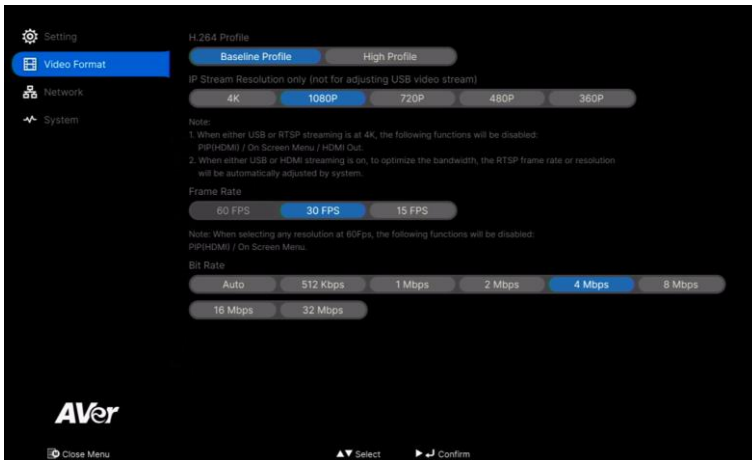 Setting
Video Format
Network
System
H.264 Profile
Baseline Profile High Profile
IP Stream Resolution only (not for adjusting USB video stream)
4K 1080P 720P 480P 360P
Note:
1. When either USB or RTSP streaming is at 4K, the following functions will be disabled:
PIP(HDMI) / On Screen Menu / HDMI Out.
2. When either USB or HDMI streaming is on, to optimize the bandwidth, the RTSP frame rate or resolution
will be automatically adjusted by system.
Frame Rate
60 FPS 30 FPS 15 FPS
Note: When selecting any resolution at 60Fps, the following functions will be disabled:
PIP(HDMI) / On Screen Menu.
Bit Rate
Auto 512 Kbps 1 Mbps 2 Mbps 4 Mbps 8 Mbps
16 Mbps 32 Mbps
AVer
Close Menu ▲▼ Select ▶ ↵ Confirm